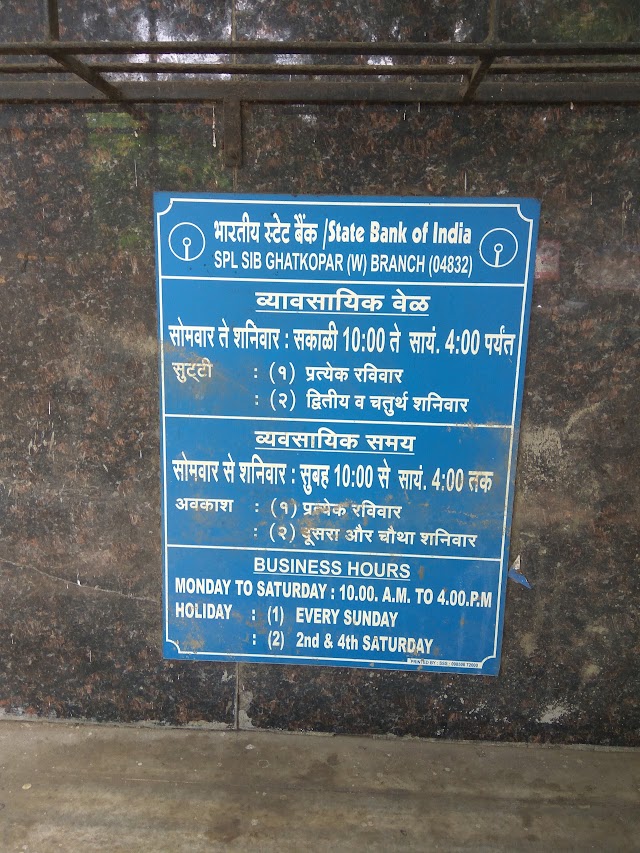 भारतीय स्टेट बैंक /State Bank of India
SPL SIB GHATKOPAR (W) BRANCH (04832)
व्यावसायिक वेळ
सोमवार ते शनिवार : सकाळी 10:00 ते सायं. 4:00 पर्यंत
सुट्टी : (१) प्रत्येक रविवार
: (२) द्वितीय व चतुर्थ शनिवार
व्यवसायिक समय
सोमवार से शनिवार : सुबह 10:00 से सायं. 4:00 तक
अवकाश : (१) प्रत्येक रविवार
: (२) दूसरा और चौथा शनिवार
BUSINESS HOURS
MONDAY TO SATURDAY : 10.00. A.M. TO 4.00.P.M
HOLIDAY : (1) EVERY SUNDAY
: (2) 2nd & 4th SATURDAY
PRINTED BY :